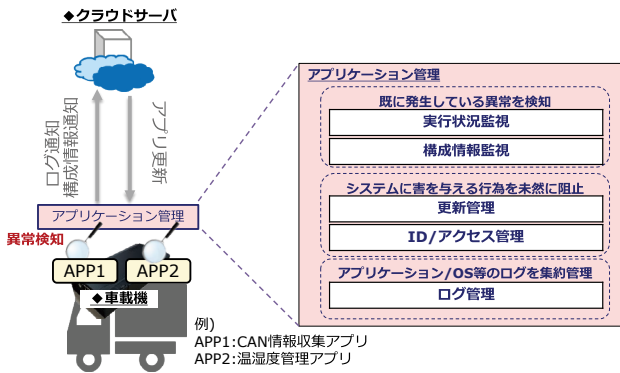 ◆クラウドサーバ
ログ通知
構成情報通知
アプリ更新
アプリケーション管理
異常検知
APP1
APP2
◆車載機
例)
APP1:CAN情報収集アプリ
APP2:温湿度管理アプリ
アプリケーション管理
既に発生している異常を検知
実行状況監視
構成情報監視
システムに害を与える行為を未然に阻止
更新管理
ID/アクセス管理
アプリケーション/OS等のログを集約管理
ログ管理